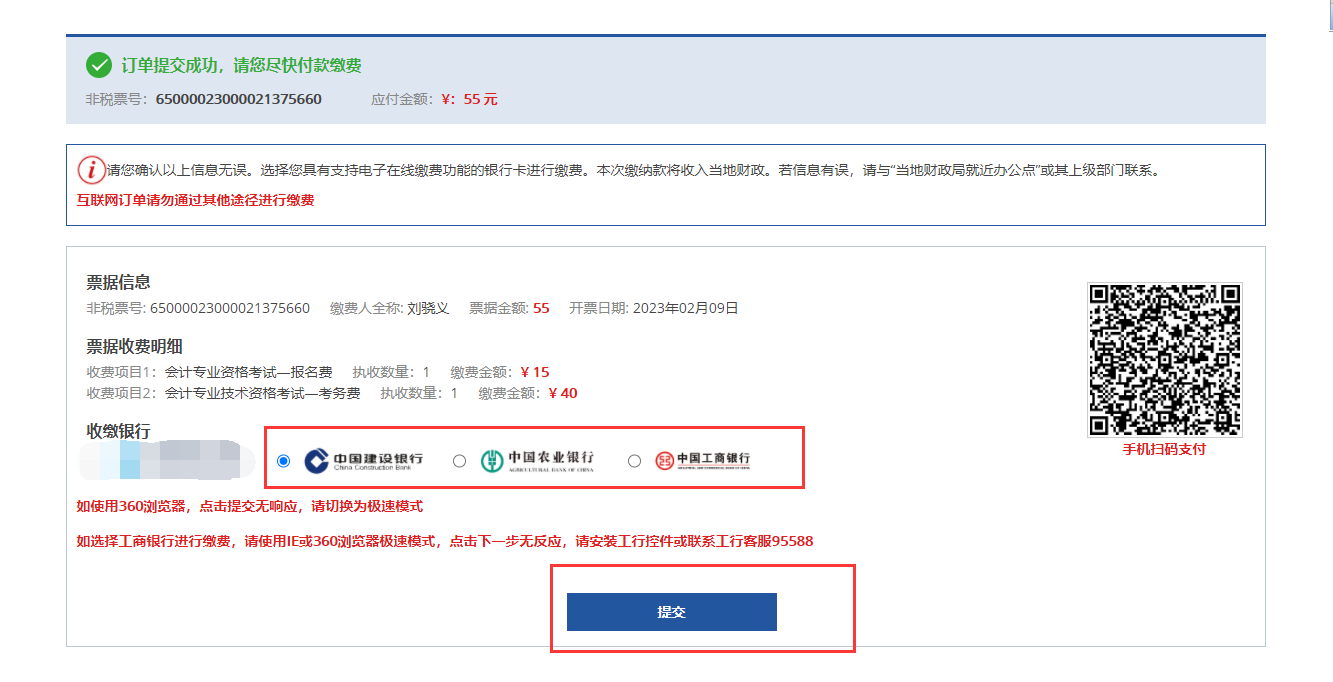 订单提交成功，请您尽快付款缴费
非税票号：65000023000021375660 应付金额：¥：55 元
i 请您确认以上信息无误。选择您具有支持电子在线缴费功能的银行卡进行缴费。本次缴纳款将收入当地财政。若信息有误，请与“当地财政局就近办公点”或其上级部门联系。
互联网订单请勿通过其他途径进行缴费
票据信息
非税票号: 65000023000021375660 缴费人全称: 刘骁义 票据金额: 55 开票日期: 2023年02月09日
票据收费明细
收费项目1：会计专业资格考试—报名费 执收数量：1 缴费金额：¥ 15
收费项目2：会计专业技术资格考试—考务费 执收数量：1 缴费金额：¥ 40
手机扫码支付
收缴银行
中国建设银行 China Construction Bank 中国农业银行 AGRICULTURAL BANK OF CHINA 中国工商银行
如使用360浏览器，点击提交无响应，请切换为极速模式
如选择工商银行进行缴费，请使用IE或360浏览器极速模式，点击下一步无反应，请安装工行控件或联系工行客服95588
提交